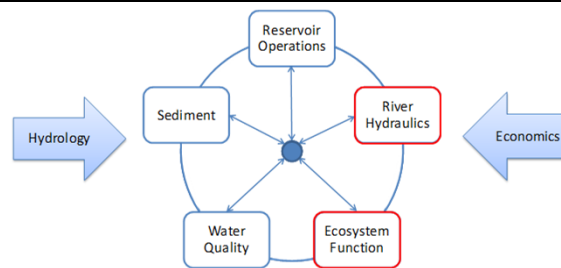 Reservoir
Operations
Sediment
River
Hydraulics
Hydrology
Economics
Water
Quality
Ecosystem
Function